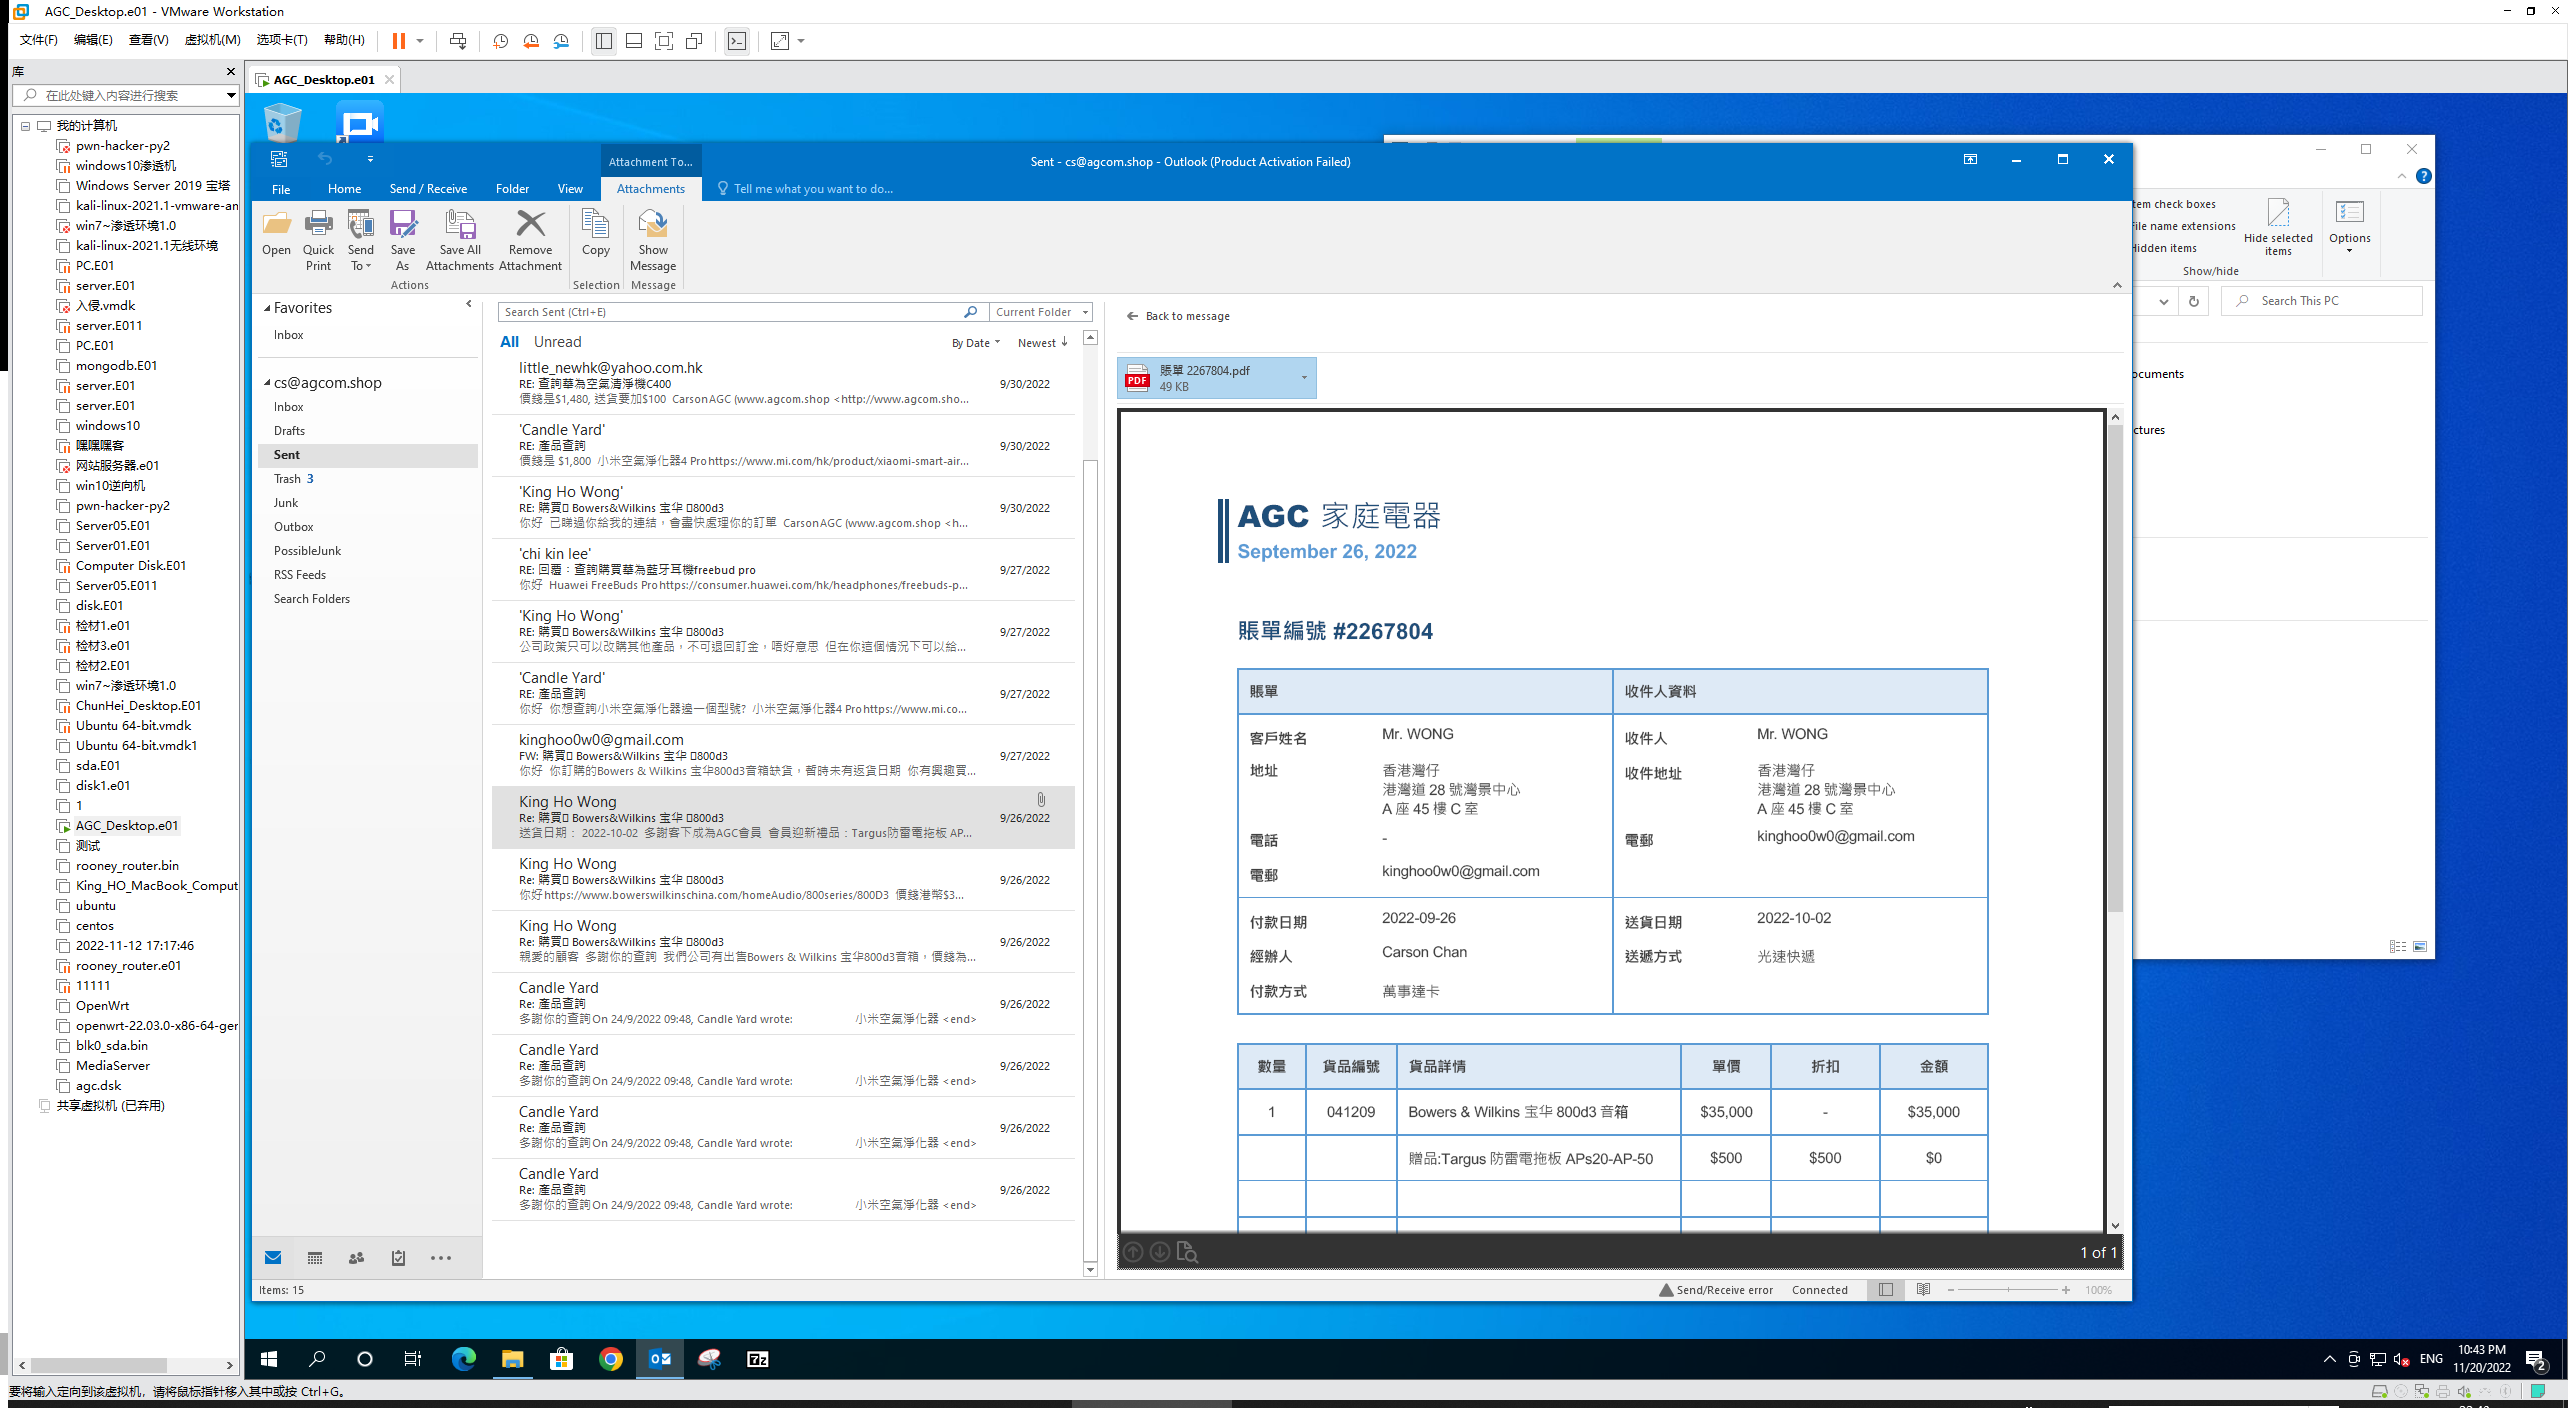 AGC_Desktop.e01 - VMware Workstation
文件(F) 编辑(E) 查看(V) 虚拟机(M) 选项卡(T) 帮助(H)
库
在此处键入内容进行搜索
我的计算机
pwn-hacker-py2
windows10渗透机
Windows Server 2019 宝塔
kali-linux-2021.1-vmware-an
win7~渗透环境1.0
kali-linux-2021.1无线环境
PC.E01
server.E01
入侵.vmdk
server.E011
PC.E01
mongodb.E01
server.E01
server.E01
windows10
嘿嘿嘿客
网站服务器.e01
win10逆向机
pwn-hacker-py2
Server05.E01
Server01.E01
Computer Disk.E01
Server05.E011
disk.E01
检材1.e01
检材3.e01
检材2.E01
win7~渗透环境1.0
ChunHei_Desktop.E01
Ubuntu 64-bit.vmdk
Ubuntu 64-bit.vmdk1
sda.E01
disk1.e01
1
AGC_Desktop.e01
测试
rooney_router.bin
King_HO_MacBook_Comput
ubuntu
centos
2022-11-12 17:17:46
rooney_router.e01
11111
OpenWrt
openwrt-22.03.0-x86-64-ger
blk0_sda.bin
MediaServer
agc.dsk
共享虚拟机 (已弃用)
AGC_Desktop.e01
Attachment To...
Sent - cs@agcom.shop - Outlook (Product Activation Failed)
File Home Send / Receive Folder View Attachments Tell me what you want to do...
Open
Quick Print
Send To
Save As
Save All Attachments
Remove Attachment
Copy
Show Message
Actions Selection Message
Favorites
Inbox
cs@agcom.shop
Inbox
Drafts
Sent
Trash 3
Junk
Outbox
PossibleJunk
RSS Feeds
Search Folders
Search Sent (Ctrl+E) Current Folder
All Unread By Date Newest
little_newhk@yahoo.com.hk
RE: 查詢華為空氣清淨機C400 9/30/2022
價錢是$1,480, 送貨要加$100 CarsonAGC (www.agcom.shop <http://www.agcom.sho...
'Candle Yard'
RE: 產品查詢 9/30/2022
價錢是 $1,800 小米空氣淨化器4 Prohttps://www.mi.com/hk/product/xiaomi-smart-air...
'King Ho Wong'
RE: 購買 Bowers&Wilkins 宝华 800d3 9/30/2022
你好 已睇過你給我的連結，會盡快處理你的訂單 CarsonAGC (www.agcom.shop <h...
'chi kin lee'
RE: 回覆：查詢購買華為藍牙耳機freebud pro 9/27/2022
你好 Huawei FreeBuds Prohttps://consumer.huawei.com/hk/headphones/freebuds-p...
'King Ho Wong'
RE: 購買 Bowers&Wilkins 宝华 800d3 9/27/2022
公司政策只可以改購其他產品，不可退回訂金，唔好意思 但在你這個情況下可以給...
'Candle Yard'
RE: 產品查詢 9/27/2022
你好 你想查詢小米空氣淨化器邊一個型號? 小米空氣淨化器4 Prohttps://www.mi.co...
kinghoo0w0@gmail.com
FW: 購買 Bowers&Wilkins 宝华 800d3 9/27/2022
你好 你訂購的Bowers & Wilkins 宝华800d3音箱缺貨，暫時未有返貨日期 你有興趣買...
King Ho Wong
Re: 購買 Bowers&Wilkins 宝华 800d3 9/26/2022
送貨日期： 2022-10-02 多謝客下成為AGC會員 會員迎新禮品：Targus防雷電拖板 AP...
King Ho Wong
Re: 購買 Bowers&Wilkins 宝华 800d3 9/26/2022
你好https://www.bowerswilkinschina.com/homeAudio/800series/800D3 價錢港幣$3...
King Ho Wong
Re: 購買 Bowers&Wilkins 宝华 800d3 9/26/2022
親愛的顧客 多謝你的查詢 我們公司有出售Bowers & Wilkins 宝华800d3音箱，價錢為...
Candle Yard
Re: 產品查詢 9/26/2022
多謝你的查詢On 24/9/2022 09:48, Candle Yard wrote: 小米空氣淨化器 <end>
Candle Yard
Re: 產品查詢 9/26/2022
多謝你的查詢On 24/9/2022 09:48, Candle Yard wrote: 小米空氣淨化器 <end>
Candle Yard
Re: 產品查詢 9/26/2022
多謝你的查詢On 24/9/2022 09:48, Candle Yard wrote: 小米空氣淨化器 <end>
Candle Yard
Re: 產品查詢 9/26/2022
多謝你的查詢On 24/9/2022 09:48, Candle Yard wrote: 小米空氣淨化器 <end>
Back to message
PDF
賬單 2267804.pdf
49 KB
AGC 家庭電器
September 26, 2022
賬單編號 #2267804
賬單 收件人資料
客戶姓名 Mr. WONG 收件人 Mr. WONG
地址 香港灣仔 收件地址 香港灣仔
港灣道 28 號灣景中心 港灣道 28 號灣景中心
A 座 45 樓 C 室 A 座 45 樓 C 室
電話 - 電郵 kinghoo0w0@gmail.com
電郵 kinghoo0w0@gmail.com
付款日期 2022-09-26 送貨日期 2022-10-02
經辦人 Carson Chan 送遞方式 光速快遞
付款方式 萬事達卡
數量 貨品編號 貨品詳情 單價 折扣 金額
1 041209 Bowers & Wilkins 宝华 800d3 音箱 $35,000 - $35,000
贈品:Targus 防雷電拖板 APs20-AP-50 $500 $500 $0
1 of 1
Items: 15 Send/Receive error Connected 100%
tem check boxes
File name extensions
Hidden items
Hide selected items
Options
Show/hide
Search This PC
ocuments
ctures
ENG
10:43 PM
11/20/2022
2
要将输入定向到该虚拟机，请将鼠标指针移入其中或按 Ctrl+G。